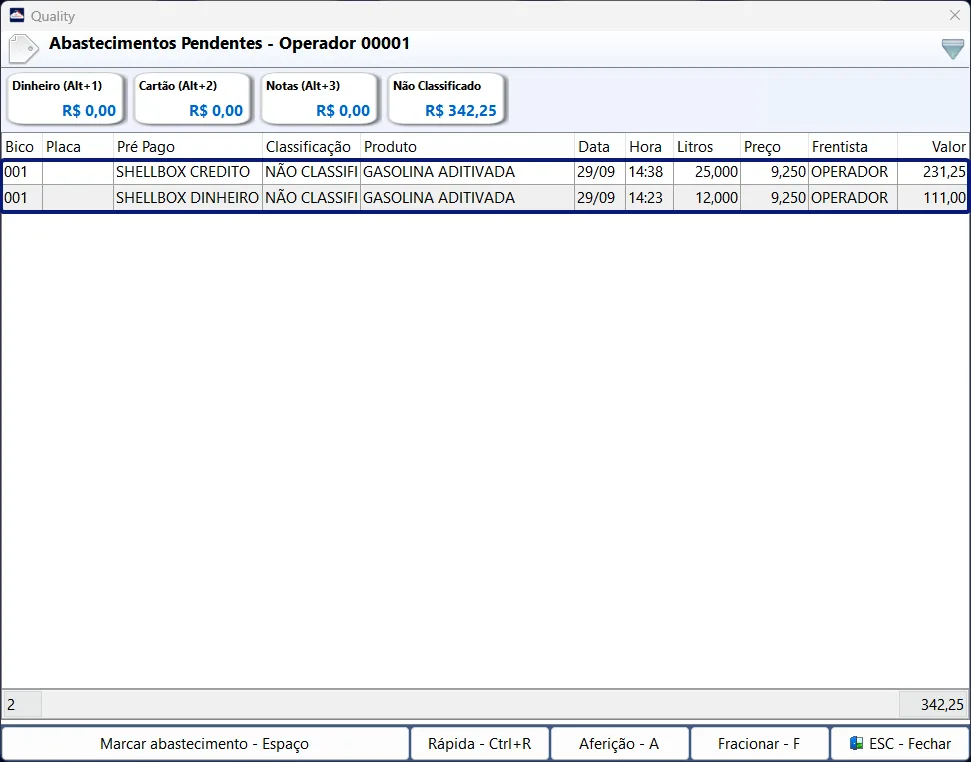 Quality
Abastecimentos Pendentes - Operador 00001
Dinheiro (Alt+1) Cartão (Alt+2) Notas (Alt+3) Não Classificado
R$ 0,00 R$ 0,00 R$ 0,00 R$ 342,25
Bico Placa Pré Pago Classificação Produto Data Hora Litros Preço Frentista Valor
001 SHELLBOX CREDITO NÃO CLASSIFI GASOLINA ADITIVADA 29/09 14:38 25,000 9,250 OPERADOR 231,25
001 SHELLBOX DINHEIRO NÃO CLASSIFI GASOLINA ADITIVADA 29/09 14:23 12,000 9,250 OPERADOR 111,00
2 342,25
Marcar abastecimento - Espaço Rápida - Ctrl+R Aferição - A Fracionar - F ESC - Fechar